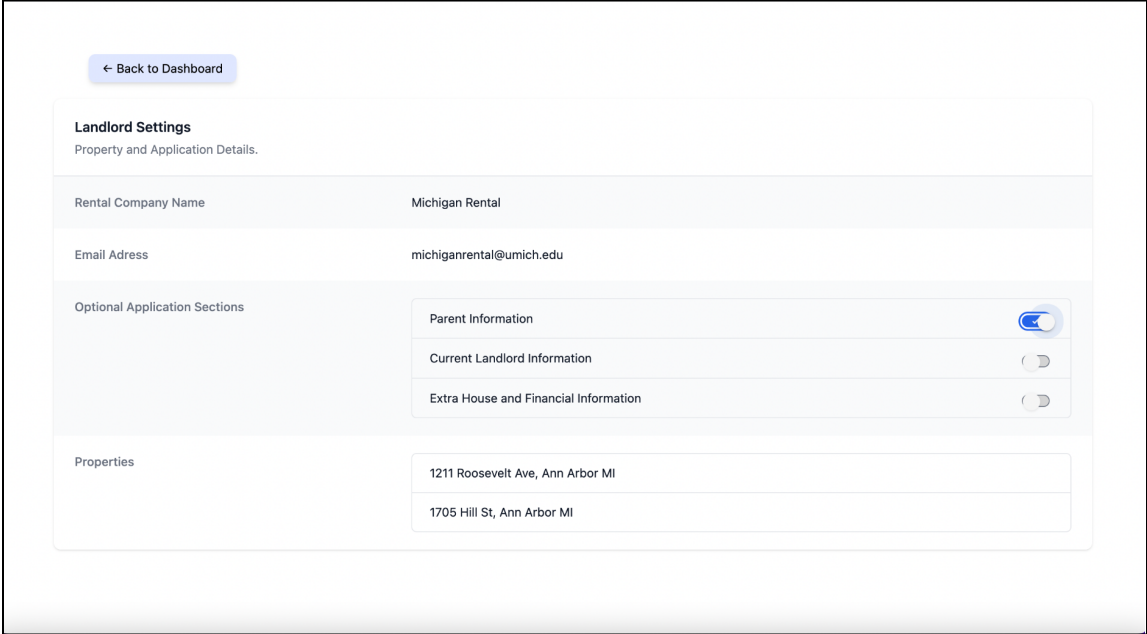 ← Back to Dashboard
Landlord Settings
Property and Application Details.
Rental Company Name
Michigan Rental
Email Adress
michiganrental@umich.edu
Optional Application Sections
Parent Information
Current Landlord Information
Extra House and Financial Information
Properties
1211 Roosevelt Ave, Ann Arbor MI
1705 Hill St, Ann Arbor MI